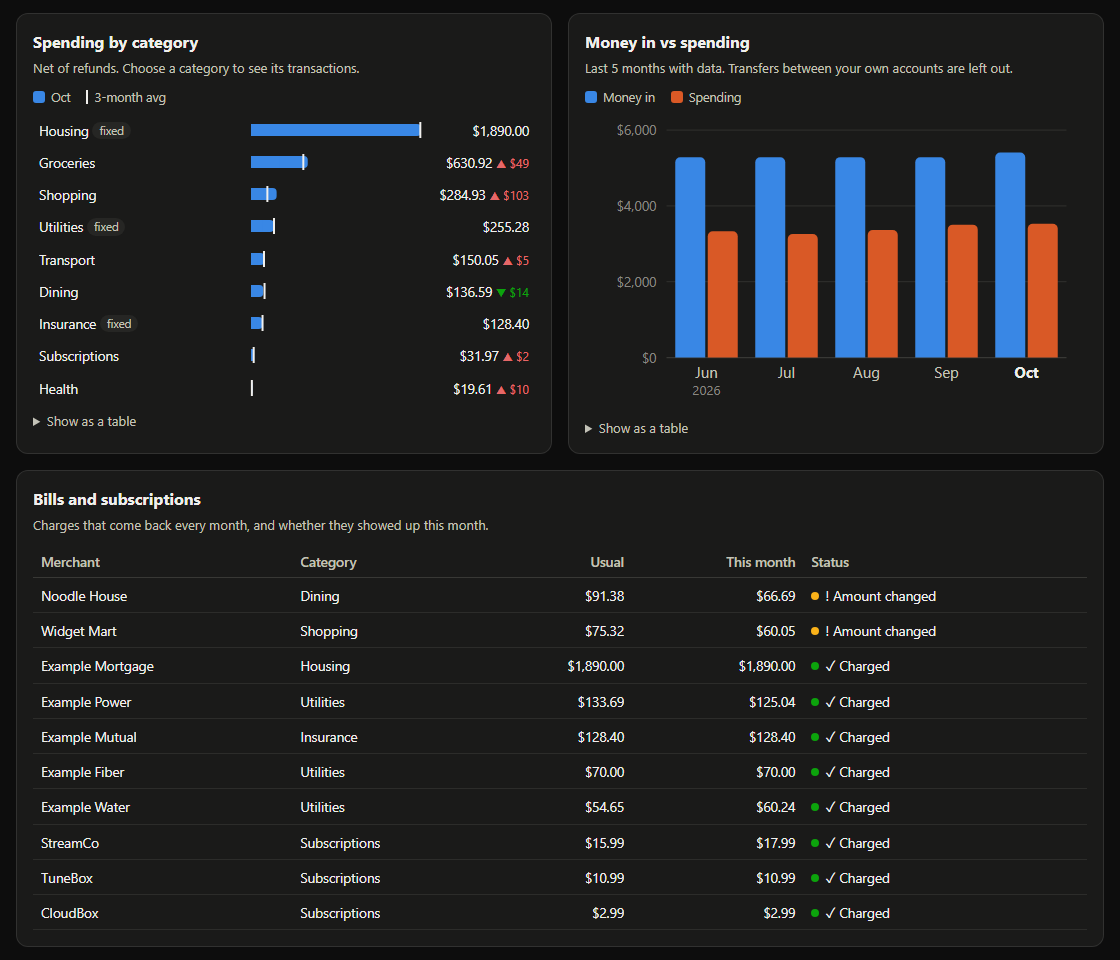 Spending by category
Net of refunds. Choose a category to see its transactions.
Oct 3-month avg
Housing fixed $1,890.00
Groceries $630.92 ▲ $49
Shopping $284.93 ▲ $103
Utilities fixed $255.28
Transport $150.05 ▲ $5
Dining $136.59 ▼ $14
Insurance fixed $128.40
Subscriptions $31.97 ▲ $2
Health $19.61 ▲ $10
▶ Show as a table
Money in vs spending
Last 5 months with data. Transfers between your own accounts are left out.
Money in Spending
$6,000
$4,000
$2,000
$0
Jun Jul Aug Sep Oct
2026
▶ Show as a table
Bills and subscriptions
Charges that come back every month, and whether they showed up this month.
Merchant Category Usual This month Status
Noodle House Dining $91.38 $66.69 ! Amount changed
Widget Mart Shopping $75.32 $60.05 ! Amount changed
Example Mortgage Housing $1,890.00 $1,890.00 ✓ Charged
Example Power Utilities $133.69 $125.04 ✓ Charged
Example Mutual Insurance $128.40 $128.40 ✓ Charged
Example Fiber Utilities $70.00 $70.00 ✓ Charged
Example Water Utilities $54.65 $60.24 ✓ Charged
StreamCo Subscriptions $15.99 $17.99 ✓ Charged
TuneBox Subscriptions $10.99 $10.99 ✓ Charged
CloudBox Subscriptions $2.99 $2.99 ✓ Charged